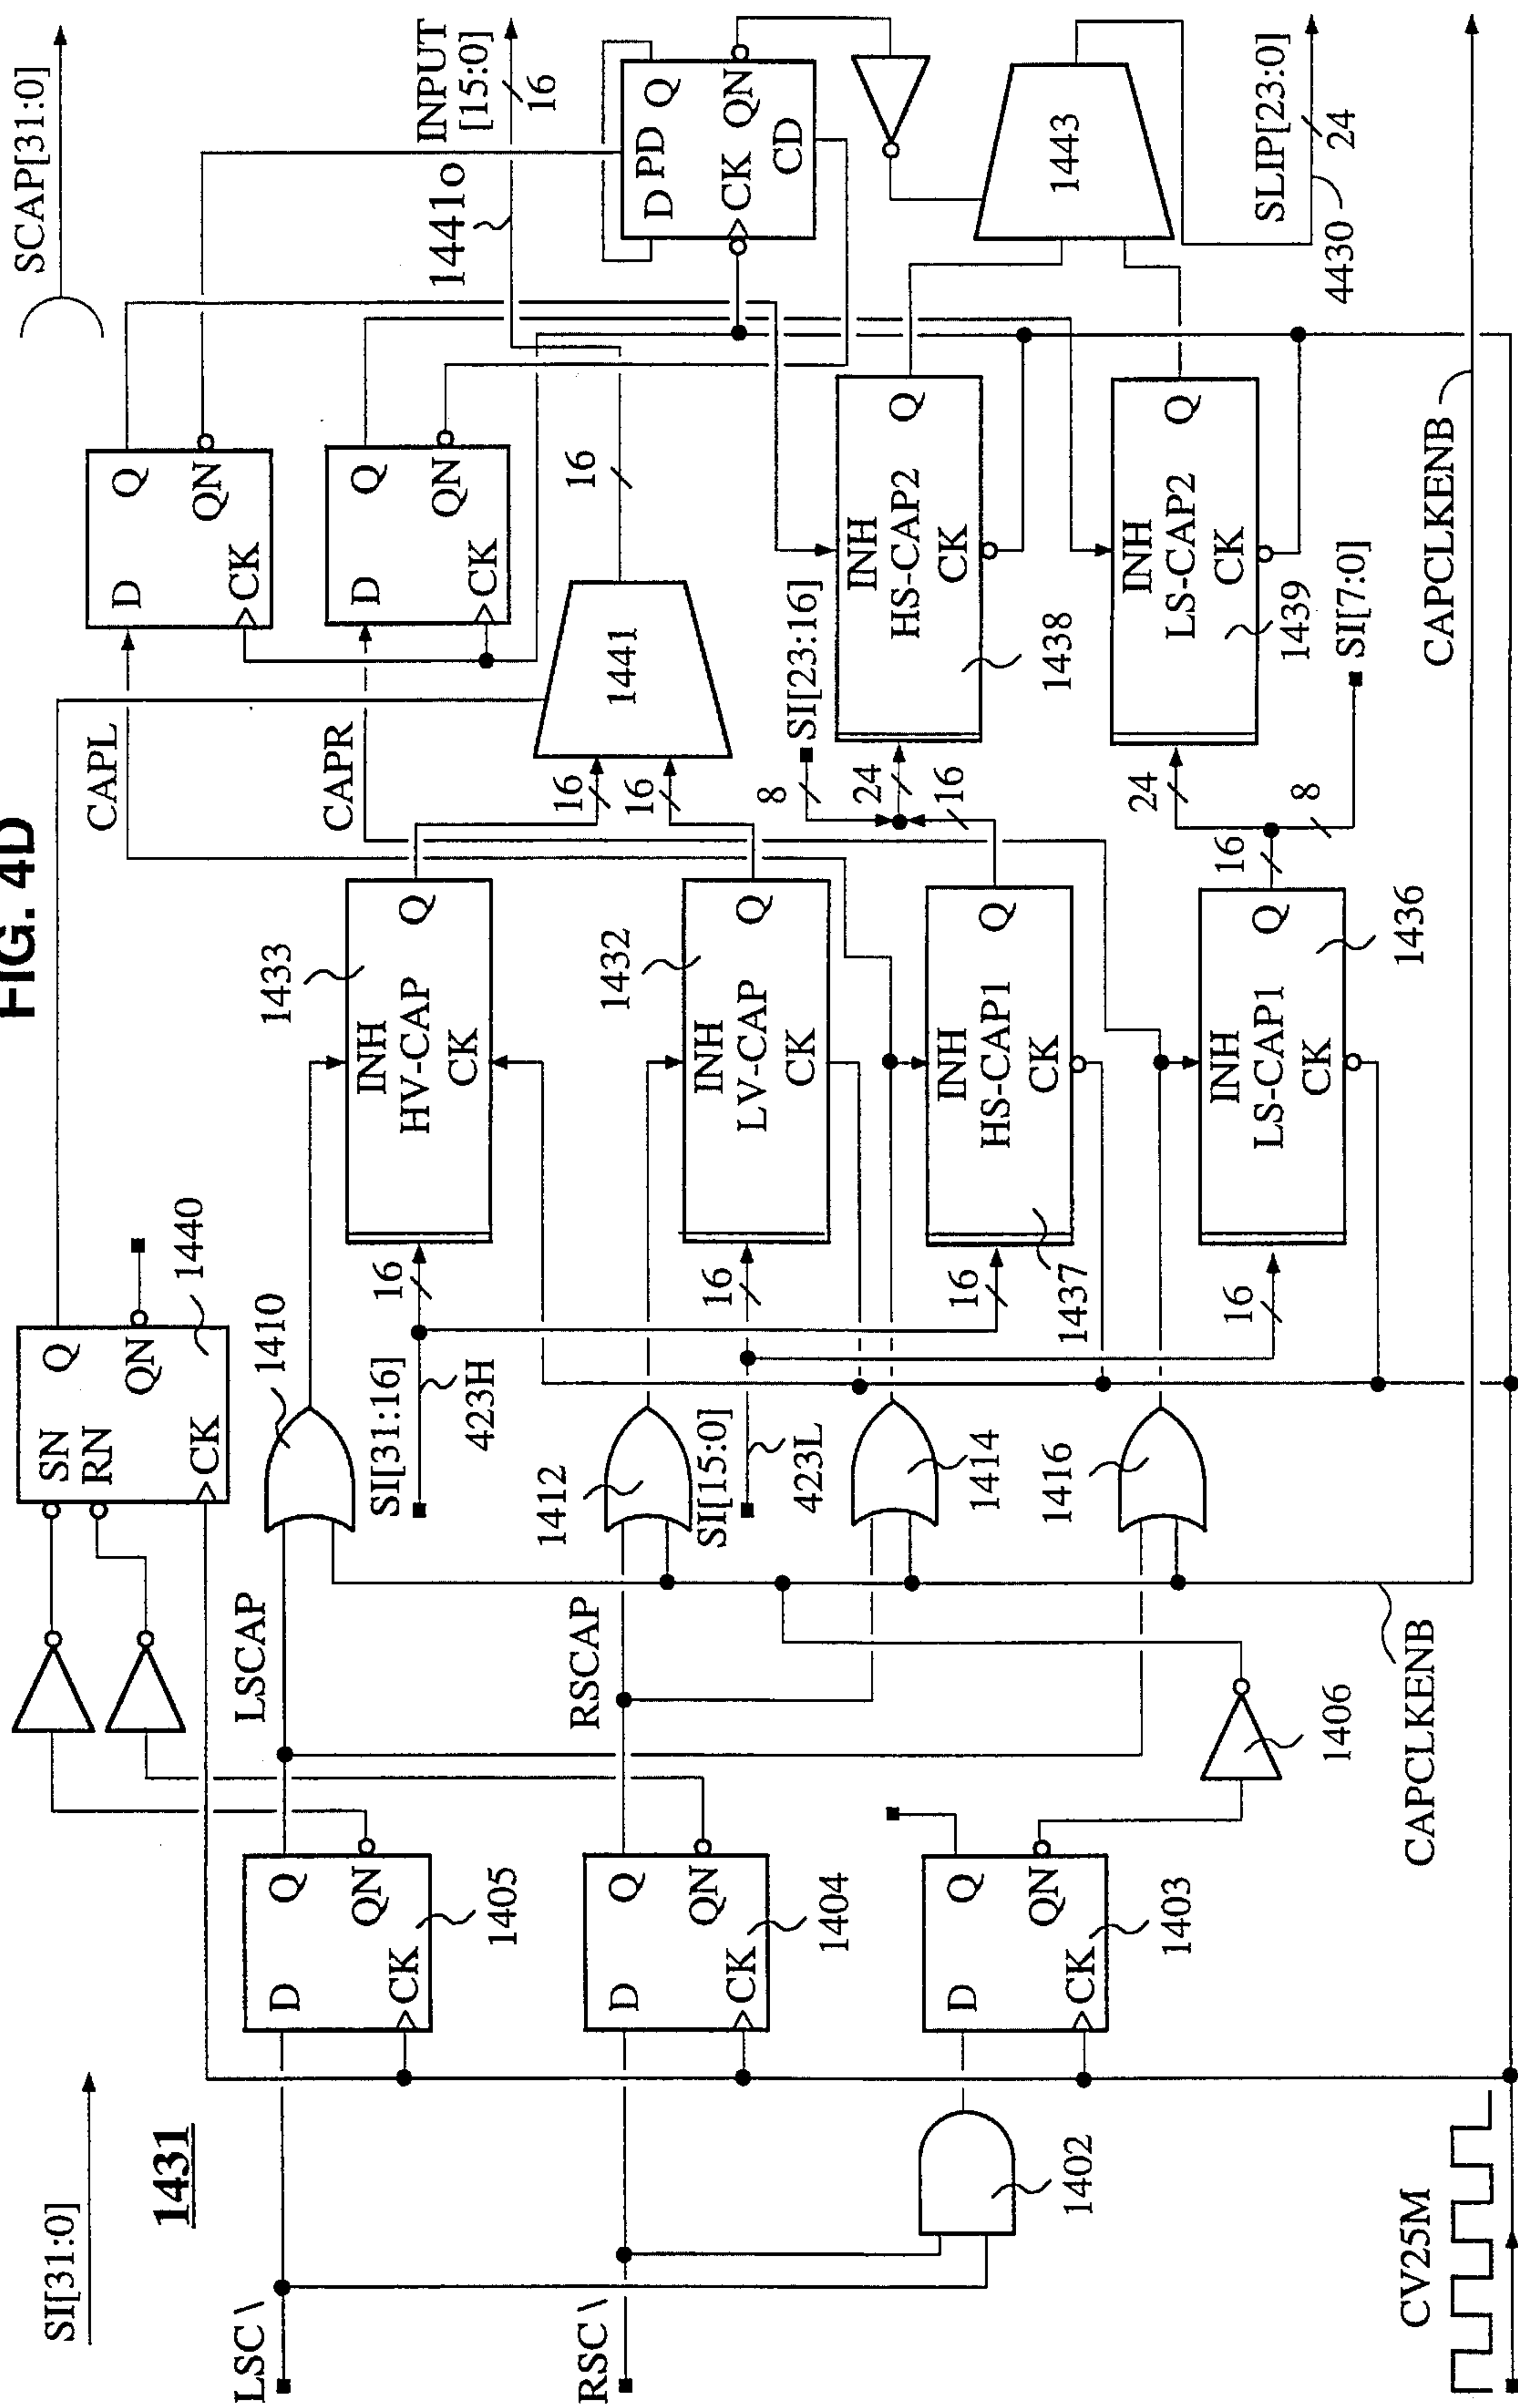 FIG. 4D
SI[31:0]
1431
LSC\
RSC\
CV25M
1402
D
Q
QN
CK
1405
D
Q
QN
CK
1404
D
Q
QN
CK
1403
1406
CAPCLKENB
LSCAP
RSCAP
SN
RN
CK
Q
QN
1440
1410
1412
1414
1416
SI[31:16]
423H
SI[15:0]
423L
16
16
16
16
INH
HV-CAP
CK
Q
1433
INH
LV-CAP
CK
Q
1432
INH
HS-CAP1
CK
Q
1437
INH
LS-CAP1
CK
Q
1436
CAPL
CAPR
16
16
1441
16
8
24
16
SI[23:16]
16
24
8
SI[7:0]
D
Q
QN
CK
D
Q
QN
CK
INH
HS-CAP2
CK
Q
1438
INH
LS-CAP2
CK
Q
1439
CAPCLKENB
SCAP[31:0]
INPUT
[15:0]
16
1441o
D
PD
Q
CK
QN
CD
1443
SLIP[23:0]
24
4430